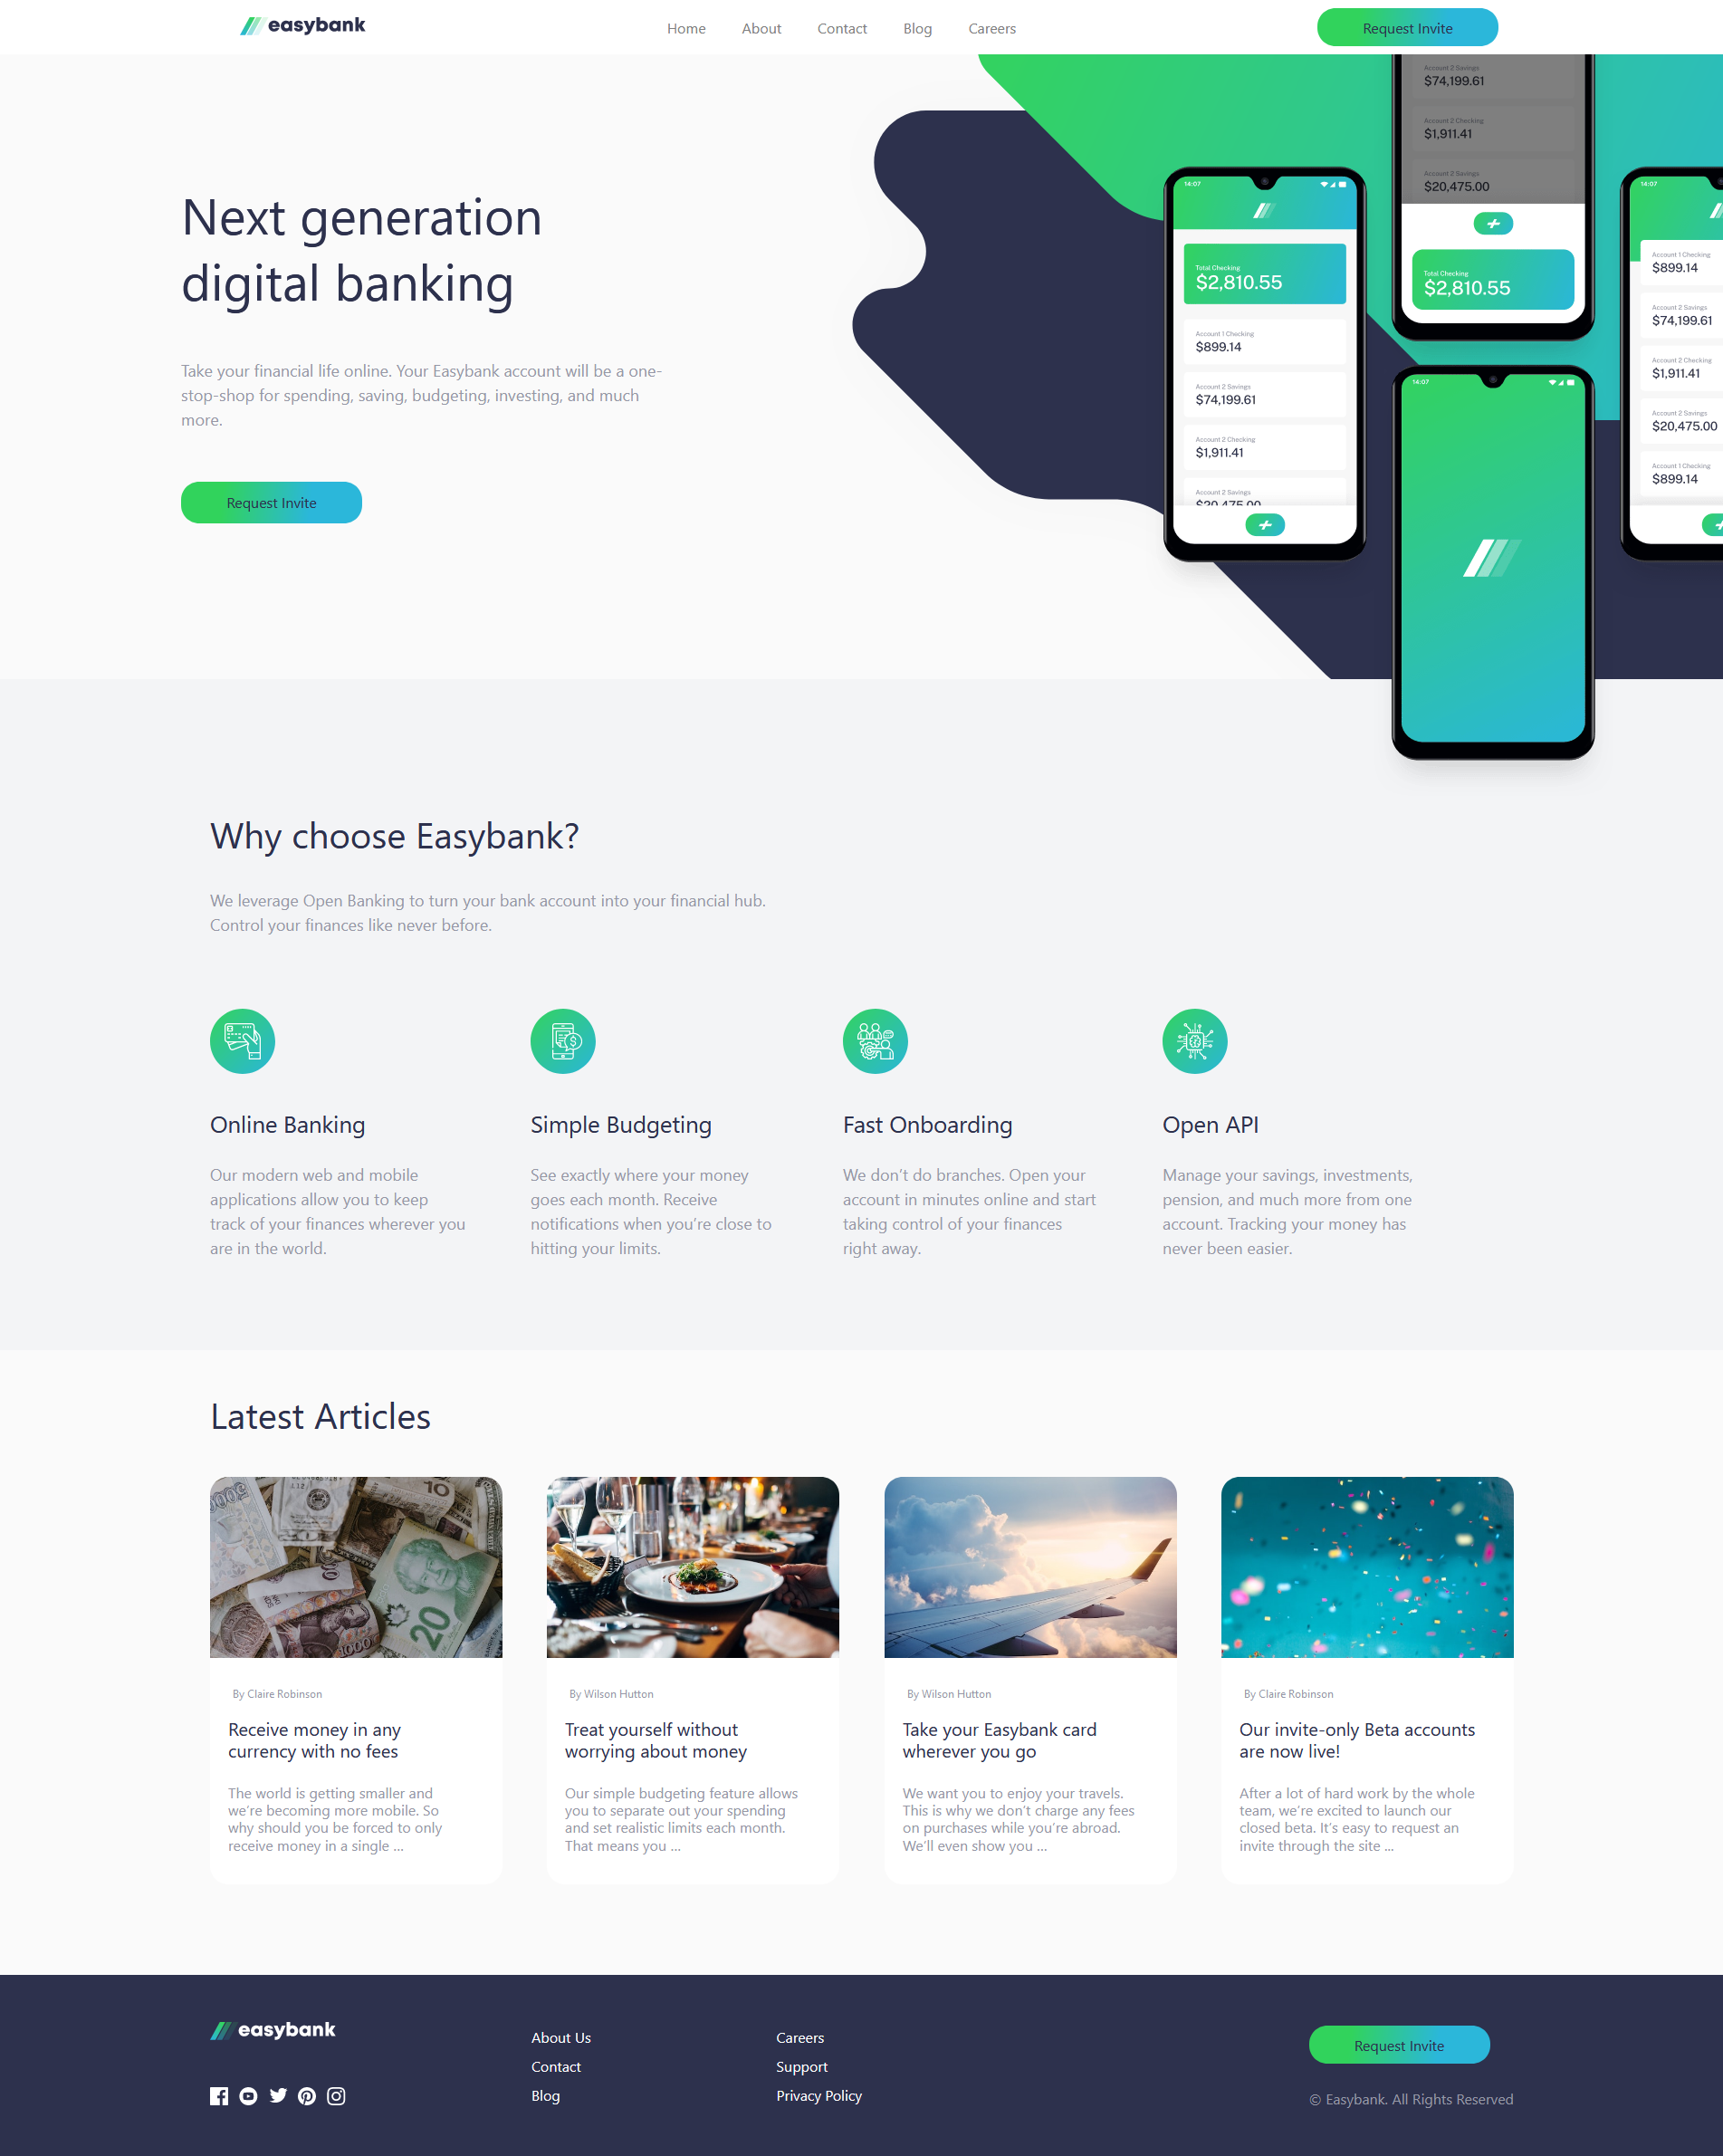 easybank
Home
About
Contact
Blog
Careers
Request Invite
Next generation
digital banking
Take your financial life online. Your Easybank account will be a one-
stop-shop for spending, saving, budgeting, investing, and much
more.
Request Invite
14:07
Total Checking
$2,810.55
Account 1 Checking
$899.14
Account 2 Savings
$74,199.61
Account 2 Checking
$1,911.41
Account 2 Savings
$20,475.00
Account 2 Savings
$74,199.61
Account 2 Checking
$1,911.41
Account 2 Savings
$20,475.00
Total Checking
$2,810.55
14:07
14:07
Account 1 Checking
$899.14
Account 2 Savings
$74,199.61
Account 2 Checking
$1,911.41
Account 2 Savings
$20,475.00
Account 1 Checking
$899.14
Why choose Easybank?
We leverage Open Banking to turn your bank account into your financial hub.
Control your finances like never before.
Online Banking
Our modern web and mobile
applications allow you to keep
track of your finances wherever you
are in the world.
Simple Budgeting
See exactly where your money
goes each month. Receive
notifications when you’re close to
hitting your limits.
Fast Onboarding
We don’t do branches. Open your
account in minutes online and start
taking control of your finances
right away.
Open API
Manage your savings, investments,
pension, and much more from one
account. Tracking your money has
never been easier.
Latest Articles
10
20
1000
By Claire Robinson
Receive money in any
currency with no fees
The world is getting smaller and
we’re becoming more mobile. So
why should you be forced to only
receive money in a single ...
By Wilson Hutton
Treat yourself without
worrying about money
Our simple budgeting feature allows
you to separate out your spending
and set realistic limits each month.
That means you ...
By Wilson Hutton
Take your Easybank card
wherever you go
We want you to enjoy your travels.
This is why we don’t charge any fees
on purchases while you’re abroad.
We’ll even show you ...
By Claire Robinson
Our invite-only Beta accounts
are now live!
After a lot of hard work by the whole
team, we’re excited to launch our
closed beta. It’s easy to request an
invite through the site ...
easybank
About Us
Contact
Blog
Careers
Support
Privacy Policy
Request Invite
© Easybank. All Rights Reserved